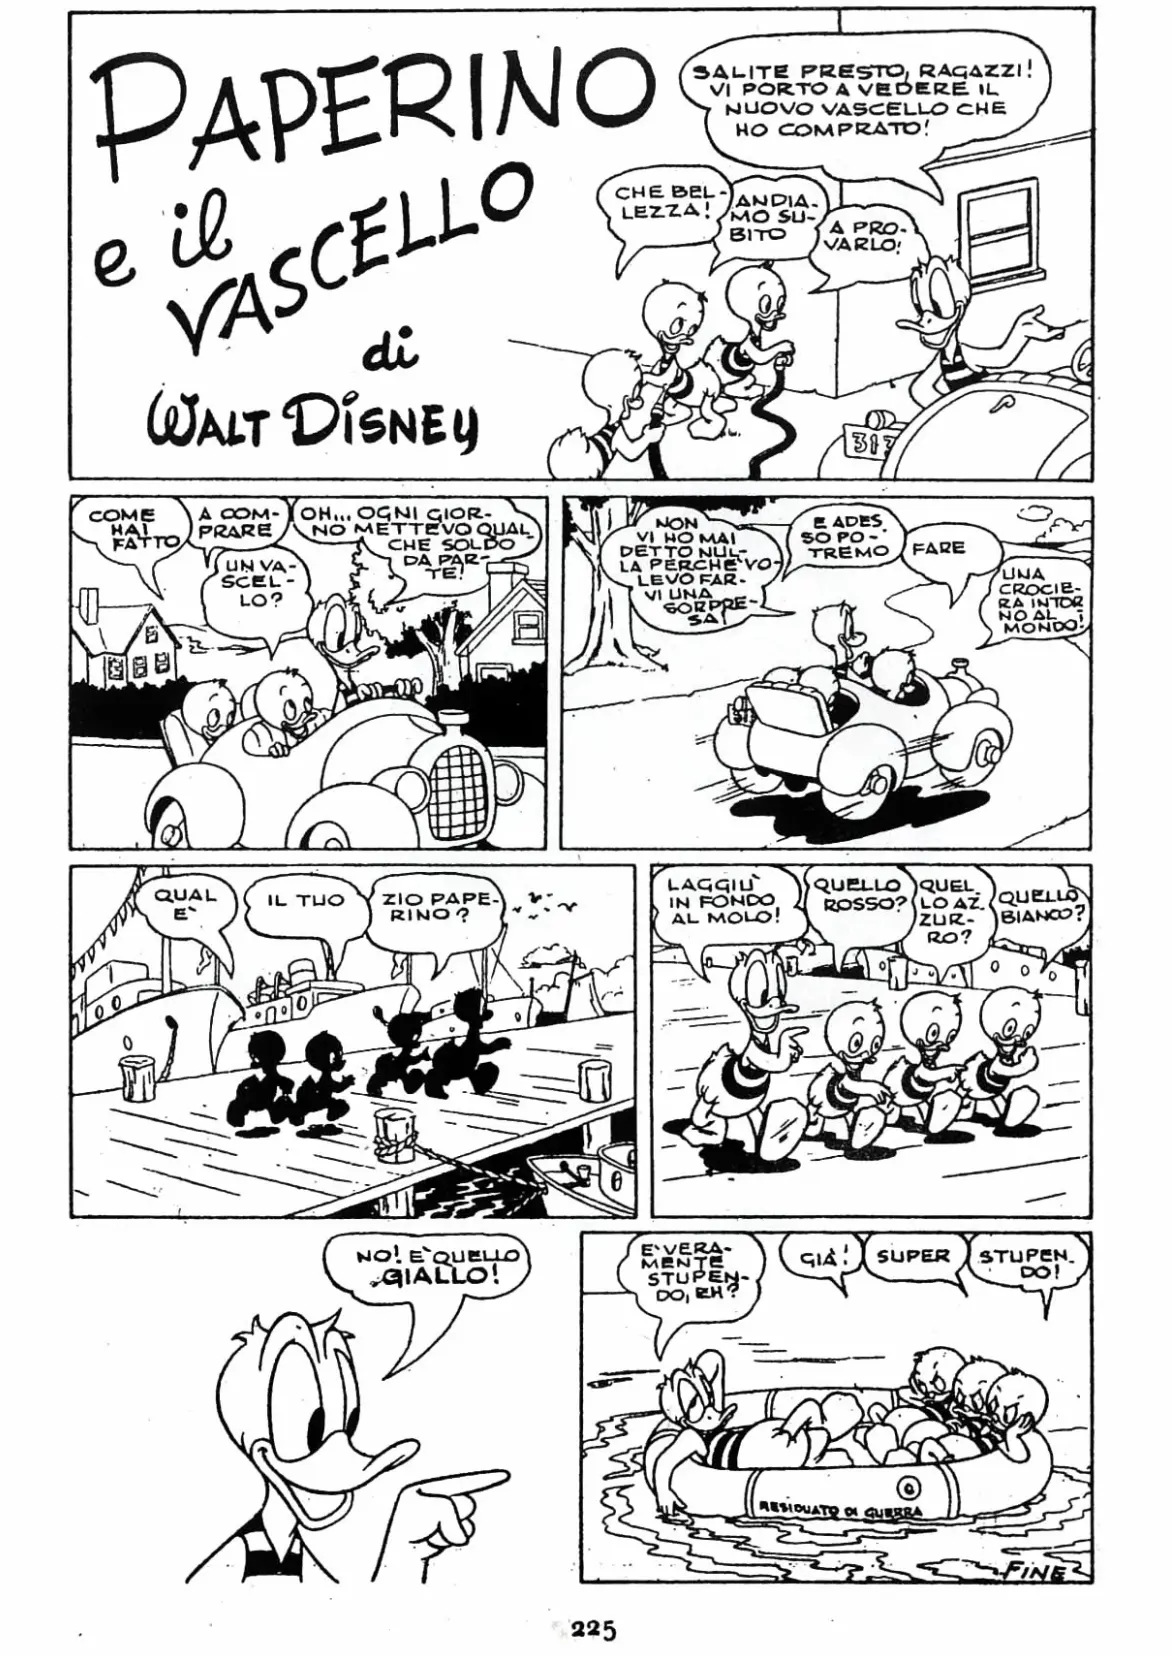 PAPERINO
e il
VASCELLO
di
WALT DISNEY
SALITE PRESTO, RAGAZZI!
VI PORTO A VEDERE IL
NUOVO VASCELLO CHE
HO COMPRATO!
CHE BEL-
LEZZA!
ANDIA-
MO SU-
BITO
A PRO-
VARLO!
313
COME
HAI
FATTO
A COM-
PRARE
UN VA-
SCEL-
LO?
OH... OGNI GIOR-
NO METTEVO QUAL
CHE SOLDO
DA PAR-
TE!
NON
VI HO MAI
DETTO NUL-
LA PERCHE' VO-
LEVO FAR-
VI UNA
SORPRE-
SA!
E ADES.
SO PO-
TREMO
FARE
UNA
CROCIE-
RA INTOR
NO AL
MONDO!
313
QUAL
E'
IL TUO
ZIO PAPE-
RINO?
LAGGIU'
IN FONDO
AL MOLO!
QUELLO
ROSSO?
QUEL-
LO AZ-
ZUR-
RO?
QUELLO
BIANCO?
NO! E' QUELLO
GIALLO!
E' VERA-
MENTE
STUPEN-
DO, EH?
GIÀ!
SUPER
STUPEN-
DO!
RESIDUATO DI GUERRA
FINE
225